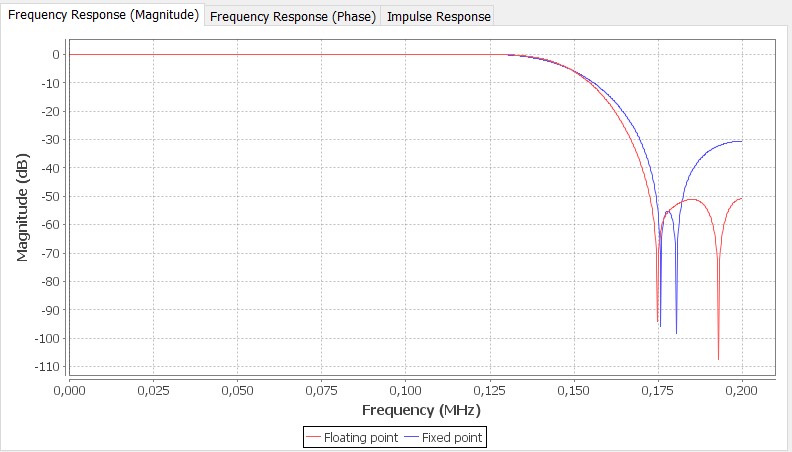 Frequency Response (Magnitude) Frequency Response (Phase) Impulse Response
0
-10
-20
-30
-40
-50
-60
-70
-80
-90
-100
-110
Magnitude (dB)
0,000 0,025 0,050 0,075 0,100 0,125 0,150 0,175 0,200
Frequency (MHz)
Floating point Fixed point